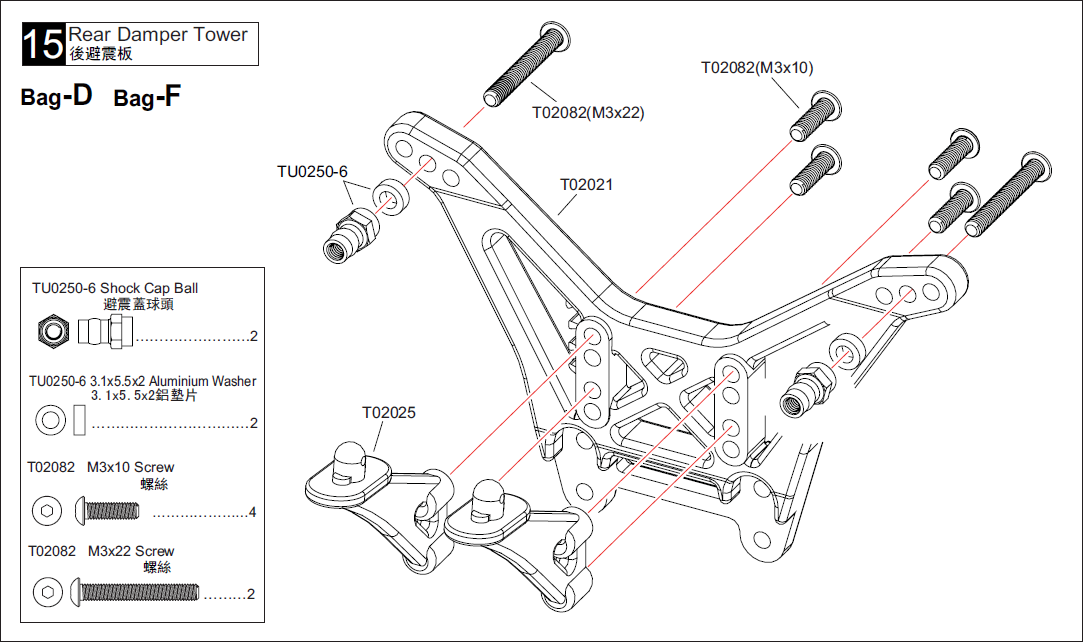 15 Rear Damper Tower
後避震板
Bag-D Bag-F
T02082(M3x22)
T02082(M3x10)
TU0250-6
T02021
T02025
TU0250-6 Shock Cap Ball
避震蓋球頭
........................2
TU0250-6 3.1x5.5x2 Aluminium Washer
3.1x5.5x2鋁墊片
................................2
T02082 M3x10 Screw
螺絲
....................4
T02082 M3x22 Screw
螺絲
.........2